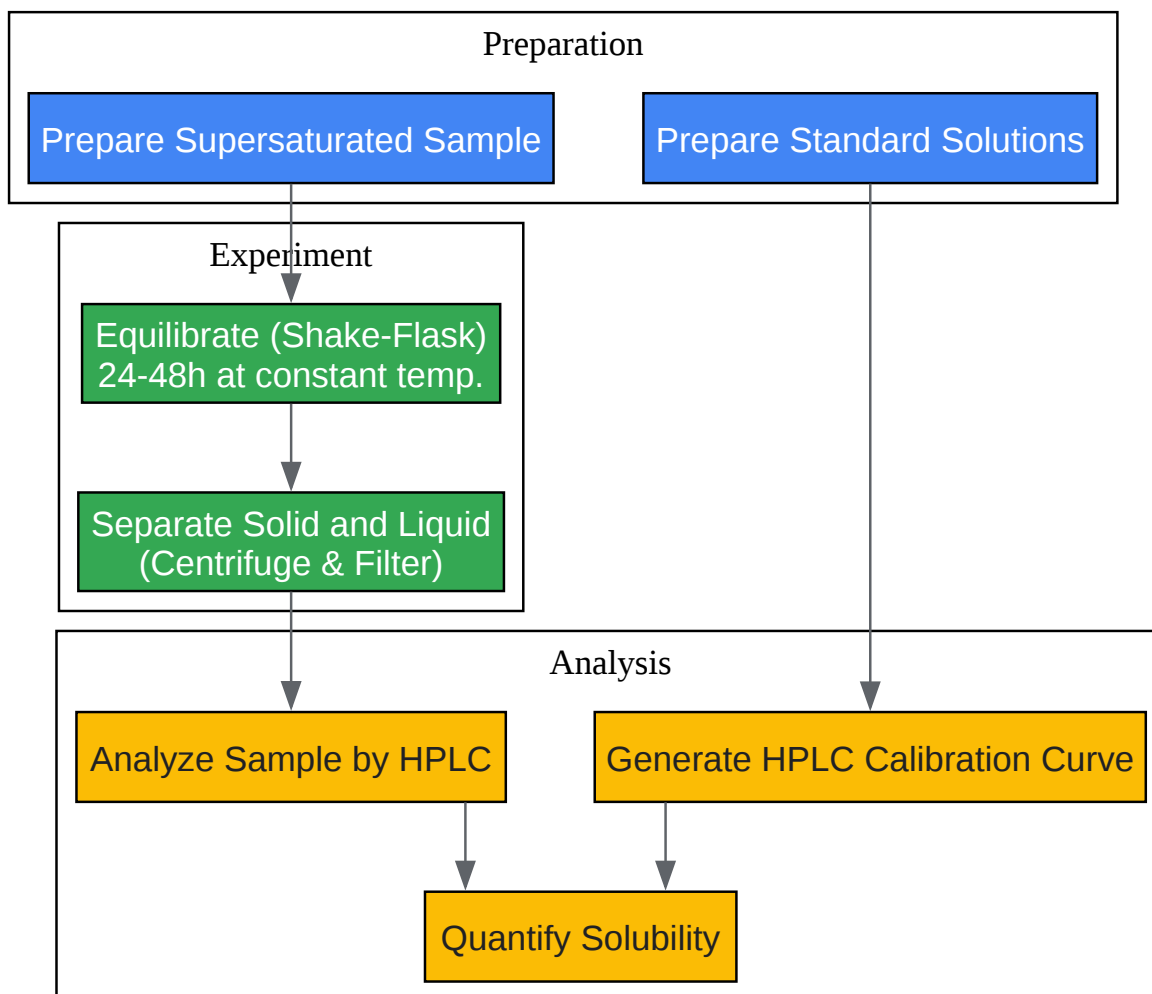 Preparation
Prepare Supersaturated Sample
Prepare Standard Solutions
Experiment
Equilibrate (Shake-Flask)
24-48h at constant temp.
Separate Solid and Liquid
(Centrifuge & Filter)
Analysis
Analyze Sample by HPLC
Generate HPLC Calibration Curve
Quantify Solubility